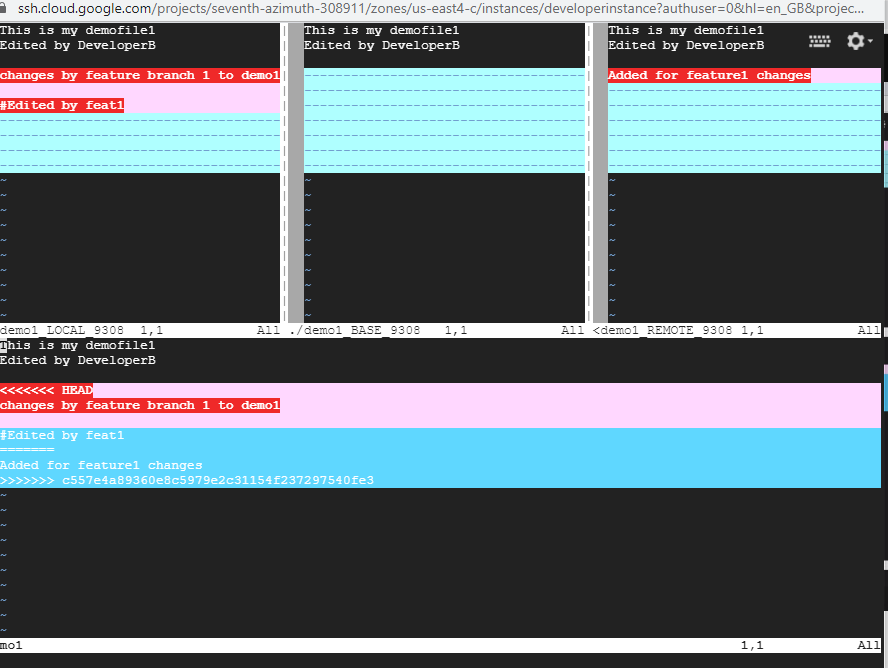 ssh.cloud.google.com/projects/seventh-azimuth-308911/zones/us-east4-c/instances/developerinstance?authuser=0&hl=en_GB&projec...
This is my demofile1
Edited by DeveloperB
changes by feature branch 1 to demo1
#Edited by feat1
~
~
~
~
~
~
~
~
~
~
demo1_LOCAL_9308 1,1 All
This is my demofile1
Edited by DeveloperB
~
~
~
~
~
~
~
~
~
~
./demo1_BASE_9308 1,1 All
This is my demofile1
Edited by DeveloperB
Added for feature1 changes
~
~
~
~
~
~
~
~
~
~
<demo1_REMOTE_9308 1,1 All
This is my demofile1
Edited by DeveloperB
<<<<<<< HEAD
changes by feature branch 1 to demo1
#Edited by feat1
=======
Added for feature1 changes
>>>>>>> c557e4a89360e8c5979e2c31154f237297540fe3
~
~
~
~
~
~
~
~
~
~
mo1 1,1 All